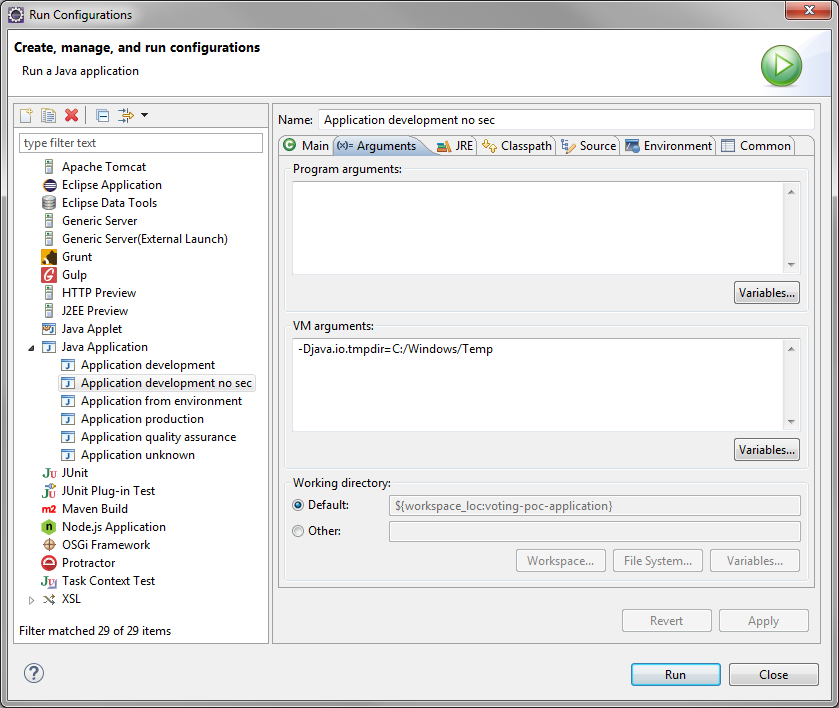 Run Configurations
Create, manage, and run configurations
Run a Java application
type filter text
Apache Tomcat
Eclipse Application
Eclipse Data Tools
Generic Server
Generic Server(External Launch)
Grunt
Gulp
HTTP Preview
J2EE Preview
Java Applet
Java Application
Application development
Application development no sec
Application from environment
Application production
Application quality assurance
Application unknown
JUnit
JUnit Plug-in Test
Maven Build
Node.js Application
OSGi Framework
Protractor
Task Context Test
XSL
Filter matched 29 of 29 items
Name: Application development no sec
Main (x)= Arguments JRE Classpath Source Environment Common
Program arguments:
Variables...
VM arguments:
-Djava.io.tmpdir=C:/Windows/Temp
Variables...
Working directory:
Default: ${workspace_loc:voting-poc-application}
Other:
Workspace... File System... Variables...
Revert Apply
Run Close